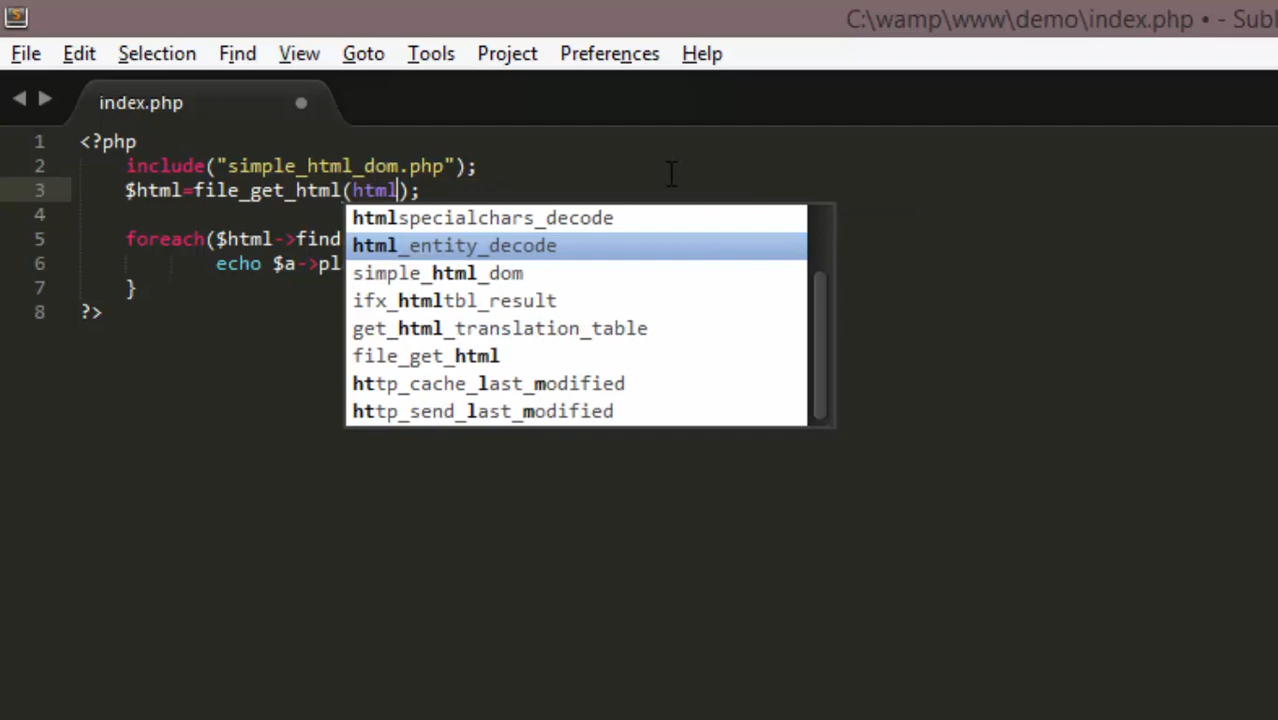 C:\wamp\www\demo\index.php • - Subl
File Edit Selection Find View Goto Tools Project Preferences Help
index.php
1 <?php
2 include("simple_html_dom.php");
3 $html=file_get_html(html);
4
5 foreach($html->find
6 echo $a->pl
7 }
8 ?>
htmlspecialchars_decode
html_entity_decode
simple_html_dom
ifx_htmltbl_result
get_html_translation_table
file_get_html
http_cache_last_modified
http_send_last_modified